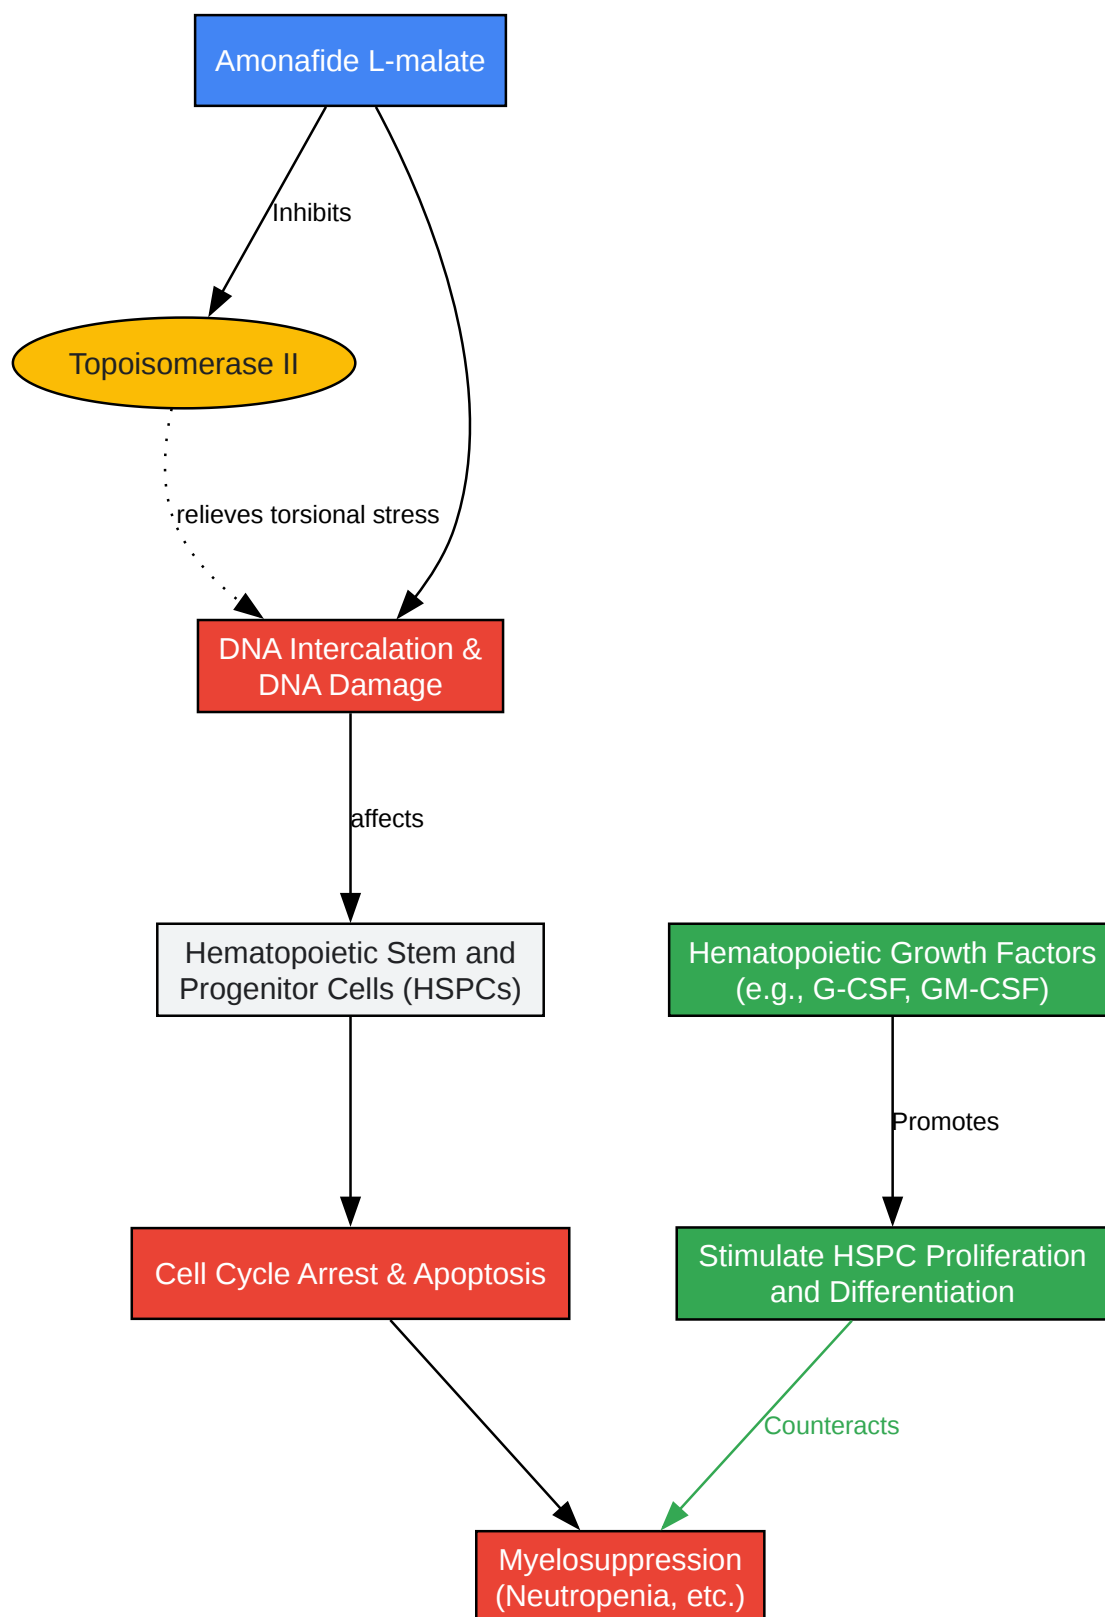 Amonafide L-malate
Inhibits
Topoisomerase II
relieves torsional stress
DNA Intercalation &
DNA Damage
affects
Hematopoietic Stem and
Progenitor Cells (HSPCs)
Hematopoietic Growth Factors
(e.g., G-CSF, GM-CSF)
Promotes
Cell Cycle Arrest & Apoptosis
Stimulate HSPC Proliferation
and Differentiation
Counteracts
Myelosuppression
(Neutropenia, etc.)